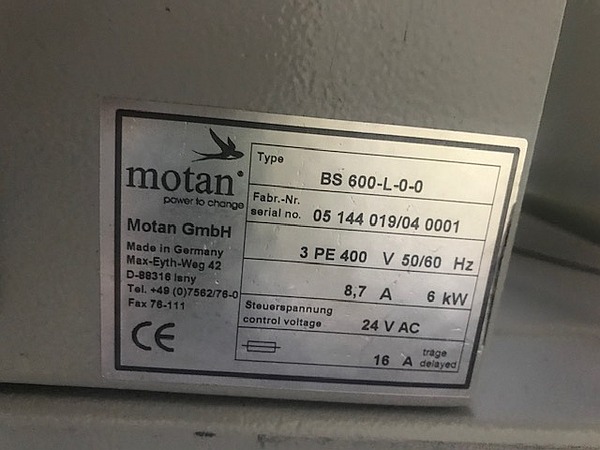 motan®
power to change
Motan GmbH
Made in Germany
Max-Eyth-Weg 42
D-88316 Isny
Tel. +49 (0)7562/76-0
Fax 76-111
CE
Type BS 600-L-0-0
Fabr.-Nr.
serial no. 05 144 019/04 0001
3 PE 400 V 50/60 Hz
8,7 A 6 kW
Steuerspannung
control voltage 24 V AC
16 A träge
delayed